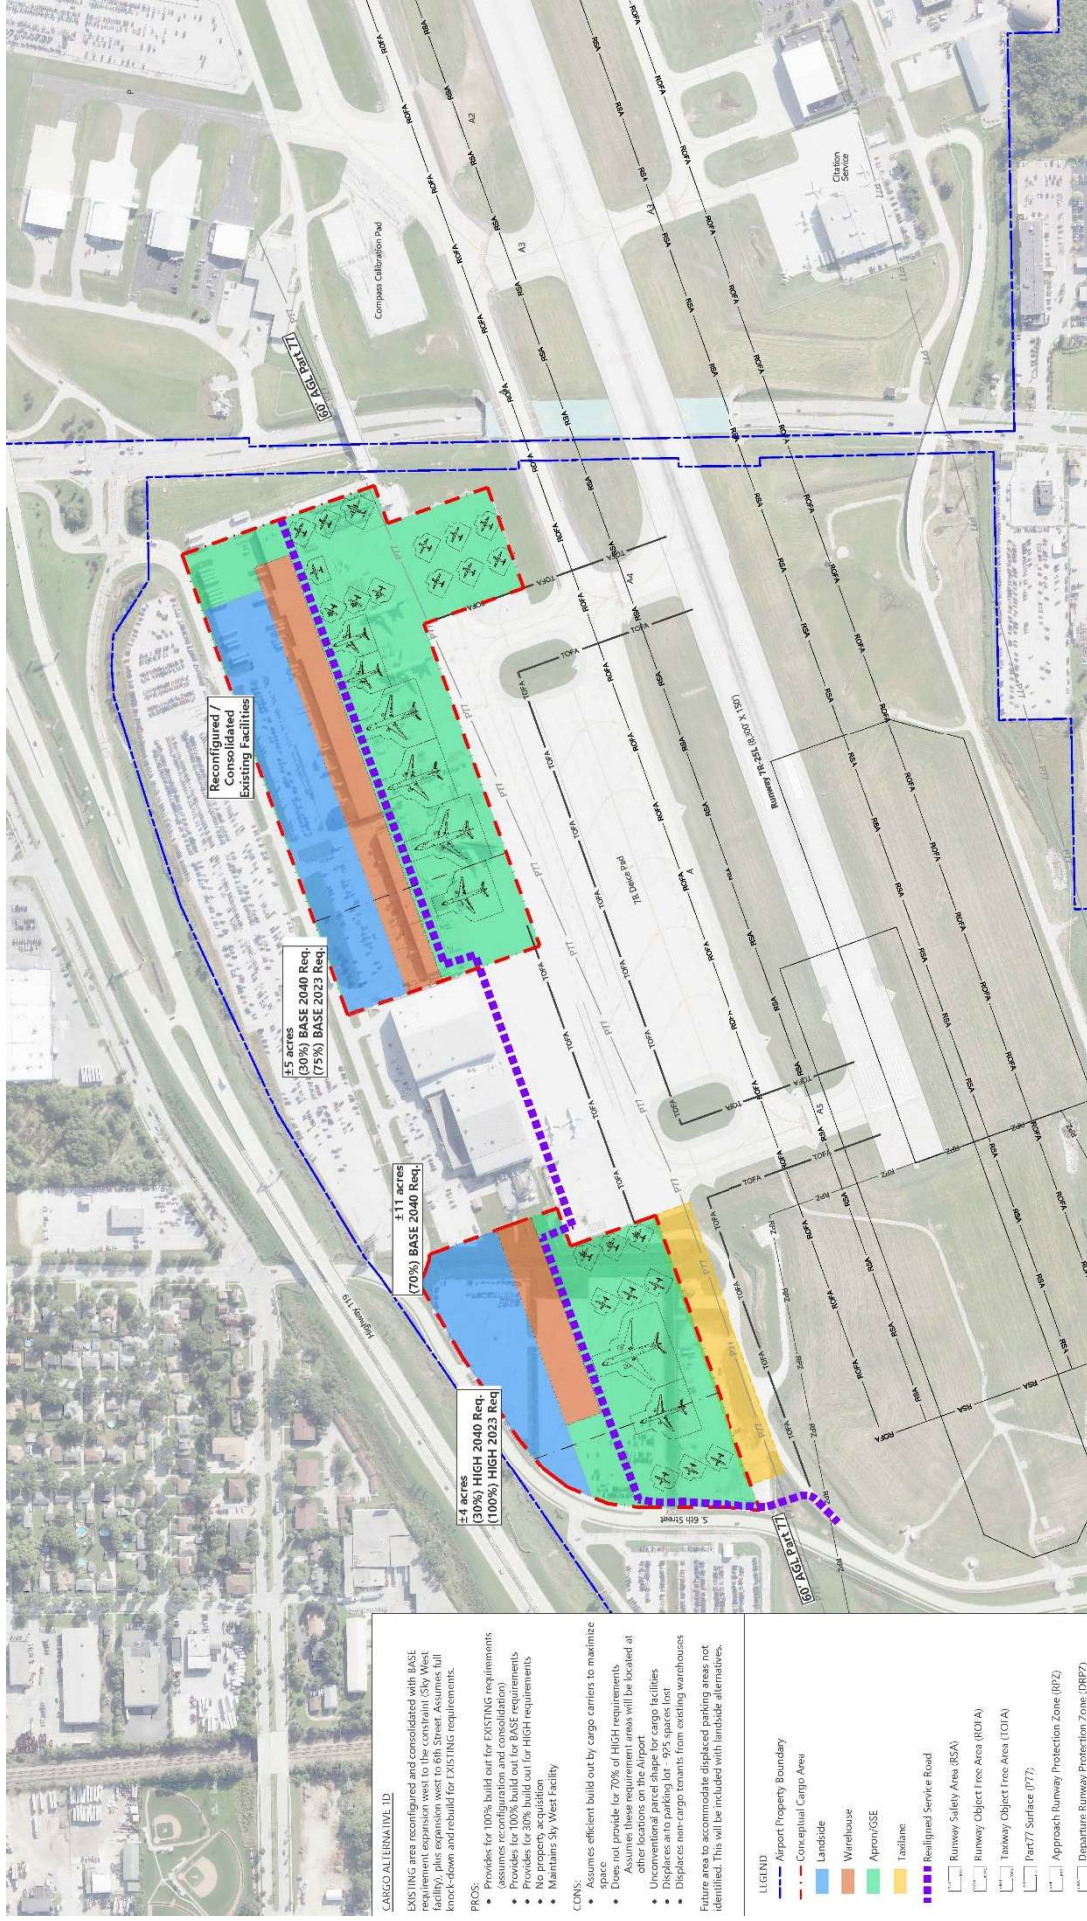 Compass Calibration Pad
Citation
Service
A2
A3
A3
60' AGL Part 77
Reconfigured /
Consolidated
Existing Facilities
±5 acres
(30%) BASE 2040 Req.
(75%) BASE 2023 Req.
±11 acres
(70%) BASE 2040 Req.
±4 acres
(30%) HIGH 2040 Req.
(100%) HIGH 2023 Req
Highway 119
S. 6th Street
60' AGL Part 77
7R Deice Pad
Runway 7R-25L (8,300' X 150')
A
A4
A5
ROFA
RSA
TOFA
P77
RPZ
CARGO ALTERNATIVE 1D
EXISTING area reconfigured and consolidated with BASE
requirement expansion west to the constraint (Sky West
facility), plus expansion west to 6th Street. Assumes full
knock-down and rebuild for EXISTING requirements.
PROS:
• Provides for 100% build out for EXISTING requirements
(assumes reconfiguration and consolidation)
• Provides for 100% build out for BASE requirements
• Provides for 30% build out for HIGH requirements
• No property acquisition
• Maintains Sky West Facility
CONS:
• Assumes efficient build out by cargo carriers to maximize
space
• Does not provide for 70% of HIGH requirements
Assumes these requirement areas will be located at
other locations on the Airport
• Unconventional parcel shape for cargo facilities
• Displaces auto parking lot - 975 spaces lost
• Displaces non-cargo tenants from existing warehouses
Future area to accommodate displaced parking areas not
identified. This will be included with landside alternatives.
LEGEND
Airport Property Boundary
Conceptual Cargo Area
Landside
Warehouse
Apron/GSE
Taxilane
Realigned Service Road
Runway Safety Area (RSA)
Runway Object Free Area (ROFA)
Taxiway Object Free Area (TOFA)
Part77 Surface (P77)
Approach Runway Protection Zone (RPZ)
Departure Runway Protection Zone (DRPZ)